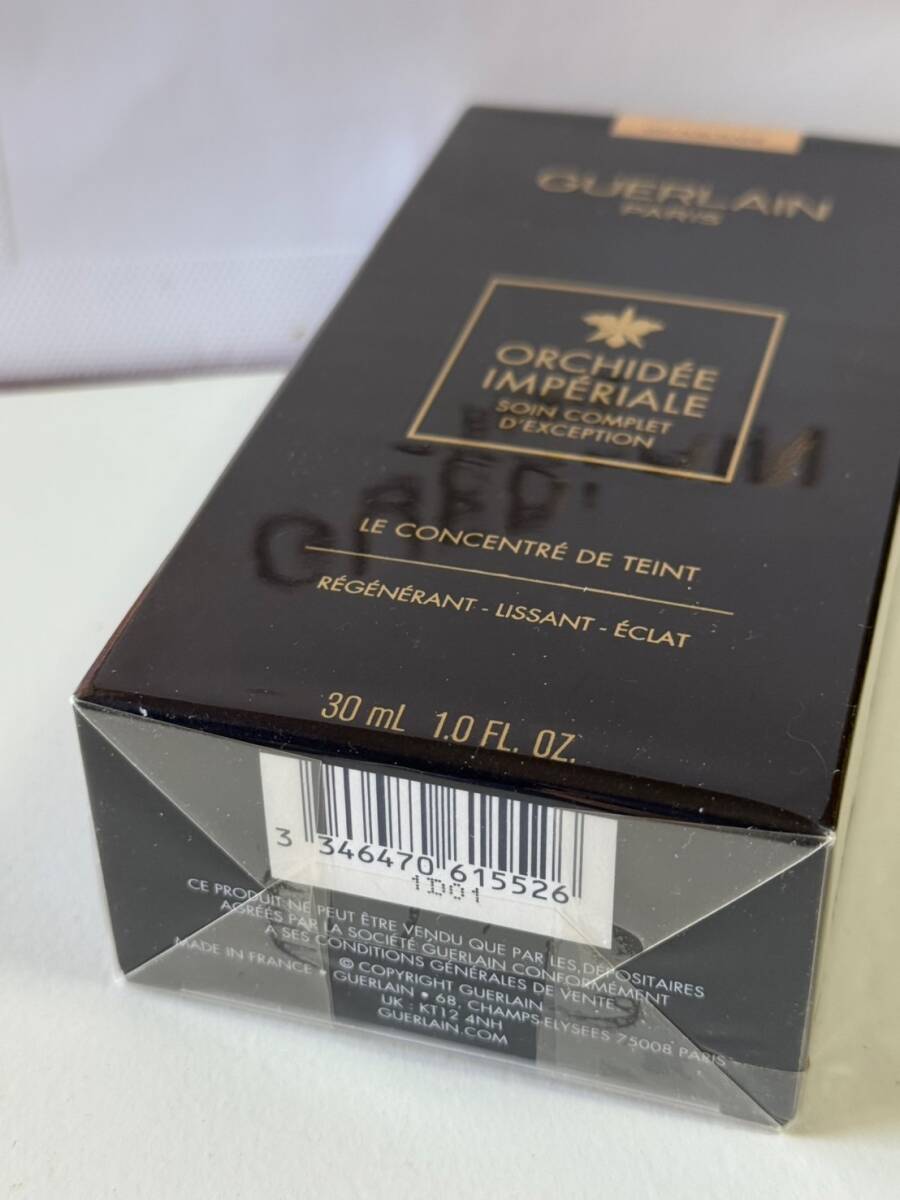 GUERLAIN
PARIS
ORCHIDÉE
IMPÉRIALE
SOIN COMPLET
D'EXCEPTION
LE CONCENTRÉ DE TEINT
RÉGÉNÉRANT - LISSANT - ÉCLAT
30 mL 1.0 FL. OZ.
3 346470 615526
1D01
CE PRODUIT NE PEUT ÊTRE VENDU QUE PAR LES DÉPOSITAIRES
AGRÉÉS PAR LA SOCIÉTÉ GUERLAIN CONFORMÉMENT
A SES CONDITIONS GÉNÉRALES DE VENTE
MADE IN FRANCE • © COPYRIGHT GUERLAIN
GUERLAIN • 68, CHAMPS-ELYSEES 75008 PARIS
UK : KT12 4NH
GUERLAIN.COM